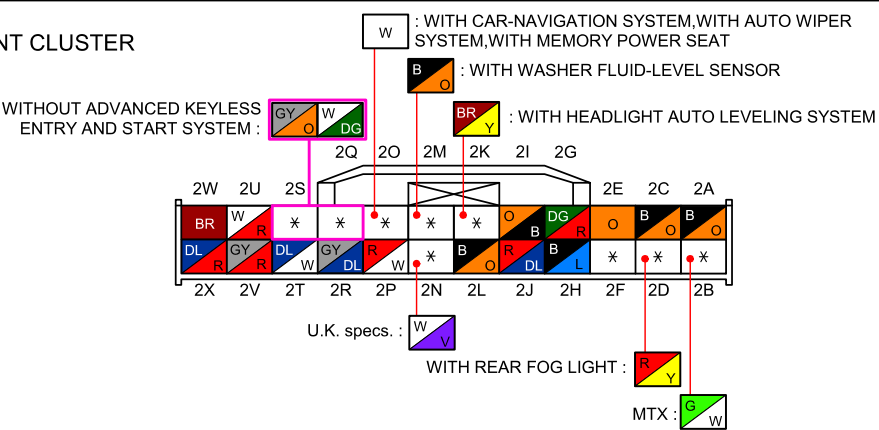 NT CLUSTER
W : WITH CAR-NAVIGATION SYSTEM,WITH AUTO WIPER
SYSTEM,WITH MEMORY POWER SEAT
B O : WITH WASHER FLUID-LEVEL SENSOR
WITHOUT ADVANCED KEYLESS
ENTRY AND START SYSTEM :
GY O W DG
BR Y : WITH HEADLIGHT AUTO LEVELING SYSTEM
2Q 2O 2M 2K 2I 2G
2W 2U 2S 2E 2C 2A
BR W R * * * * * O B DG R O B O B O
DL R GY R DL W GY DL R W * B O R DL B L * * *
2X 2V 2T 2R 2P 2N 2L 2J 2H 2F 2D 2B
U.K. specs. : W V
WITH REAR FOG LIGHT : R Y
MTX : G W